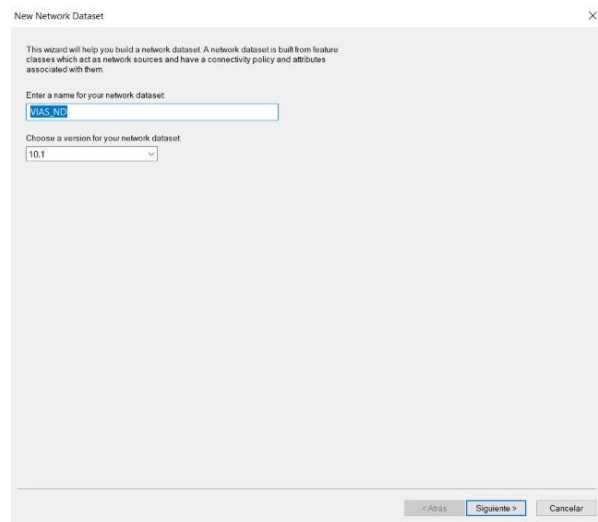 New Network Dataset
This wizard will help you build a network dataset. A network dataset is built from feature
classes which act as network sources and have a connectivity policy and attributes
associated with them.
Enter a name for your network dataset:
VIAS_ND
Choose a version for your network dataset:
10.1
< Atrás
Siguiente >
Cancelar